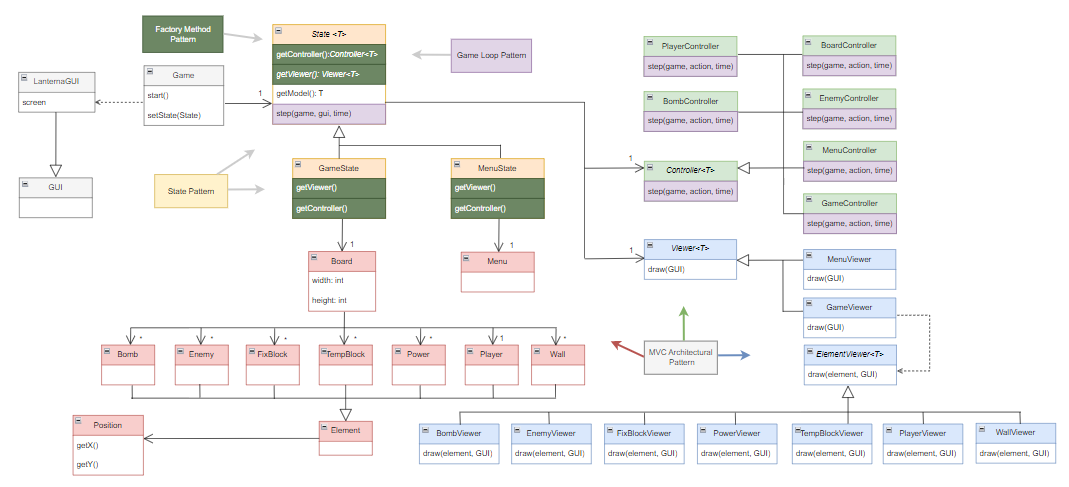 Factory Method
Pattern
State <T>
getController():Controller<T>
getViewer(): Viewer<T>
getModel(): T
step(game, gui, time)
Game Loop Pattern
LanternaGUI
screen
Game
start()
setState(State)
1
GUI
State Pattern
GameState
getViewer()
getController()
MenuState
getViewer()
getController()
1
1
Board
width: int
height: int
Menu
* * * * * 1 *
Bomb
Enemy
FixBlock
TempBlock
Power
Player
Wall
Position
getX()
getY()
Element
PlayerController
step(game, action, time)
BoardController
step(game, action, time)
BombController
step(game, action, time)
EnemyController
step(game, action, time)
1
Controller<T>
step(game, action, time)
MenuController
step(game, action, time)
GameController
step(game, action, time)
1
Viewer<T>
draw(GUI)
MenuViewer
draw(GUI)
GameViewer
draw(GUI)
MVC Architectural
Pattern
ElementViewer<T>
draw(element, GUI)
BombViewer
draw(element, GUI)
EnemyViewer
draw(element, GUI)
FixBlockViewer
draw(element, GUI)
PowerViewer
draw(element, GUI)
TempBlockViewer
draw(element, GUI)
PlayerViewer
draw(element, GUI)
WallViewer
draw(element, GUI)